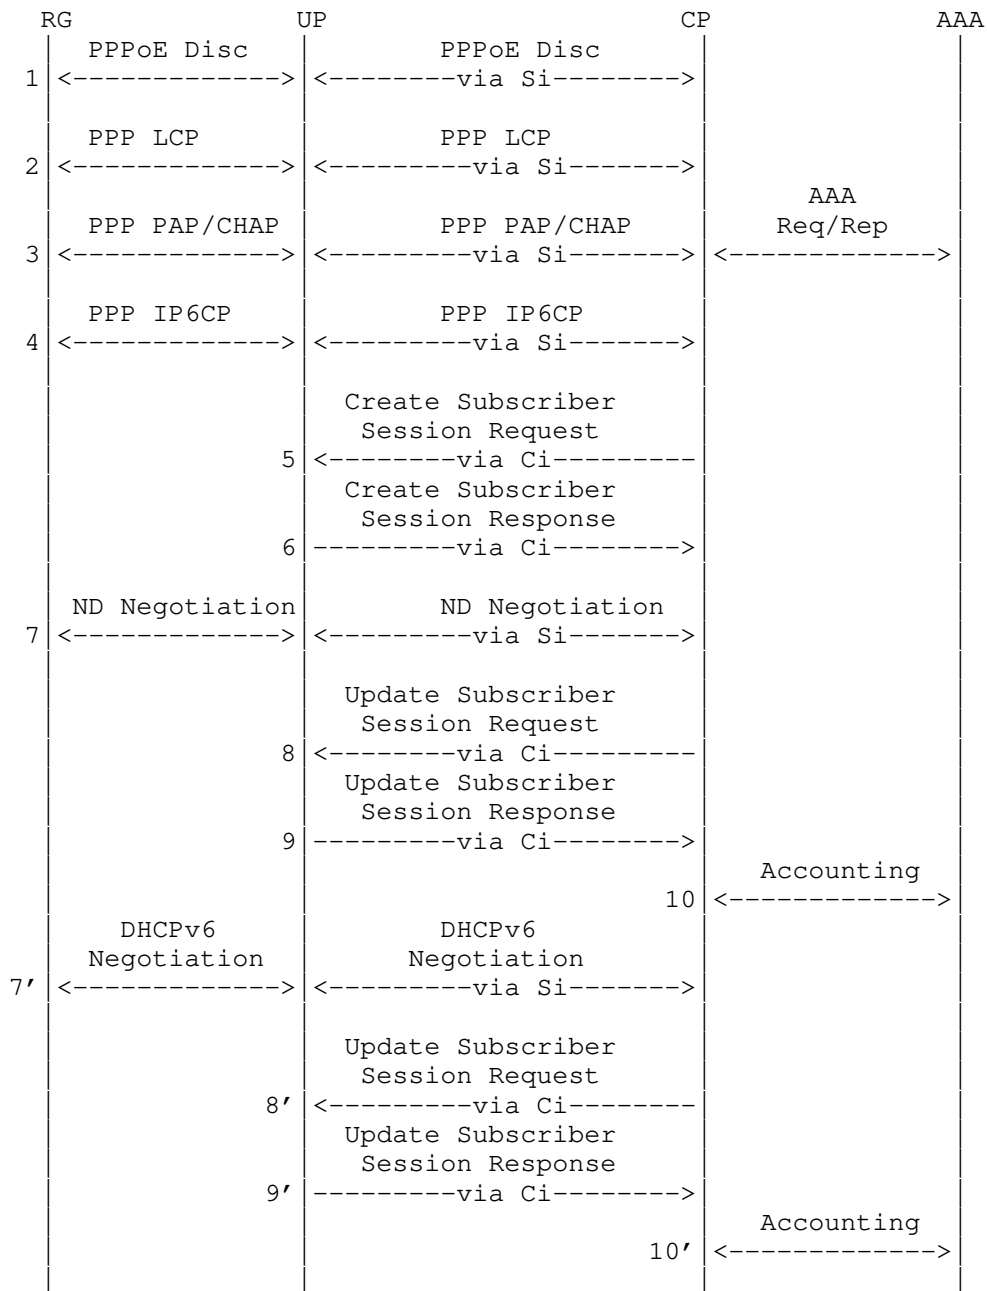 RG UP CP AAA
PPPoE Disc PPPoE Disc
1 <-------------> <--------via Si-------->
PPP LCP PPP LCP
2 <-------------> <---------via Si------->
AAA
PPP PAP/CHAP PPP PAP/CHAP Req/Rep
3 <-------------> <---------via Si-------> <------------->
PPP IP6CP PPP IP6CP
4 <-------------> <---------via Si------->
Create Subscriber
Session Request
5 <--------via Ci---------
Create Subscriber
Session Response
6 ---------via Ci-------->
ND Negotiation ND Negotiation
7 <-------------> <---------via Si------->
Update Subscriber
Session Request
8 <--------via Ci---------
Update Subscriber
Session Response
9 ---------via Ci-------->
Accounting
10 <------------->
DHCPv6 DHCPv6
Negotiation Negotiation
7' <-------------> <---------via Si------->
Update Subscriber
Session Request
8' <---------via Ci--------
Update Subscriber
Session Response
9' ---------via Ci-------->
Accounting
10' <------------->